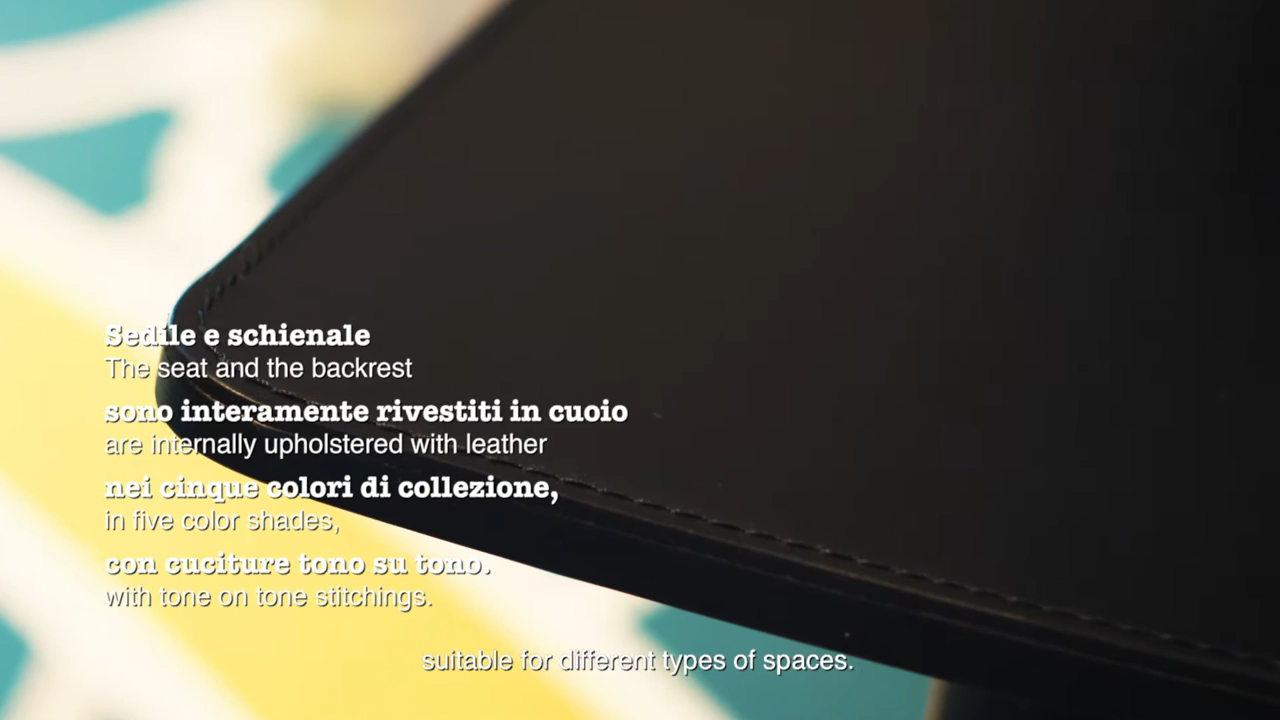 Sedile e schienale
The seat and the backrest
sono interamente rivestiti in cuoio
are internally upholstered with leather
nei cinque colori di collezione,
in five color shades,
con cuciture tono su tono.
with tone on tone stitchings.
suitable for different types of spaces.